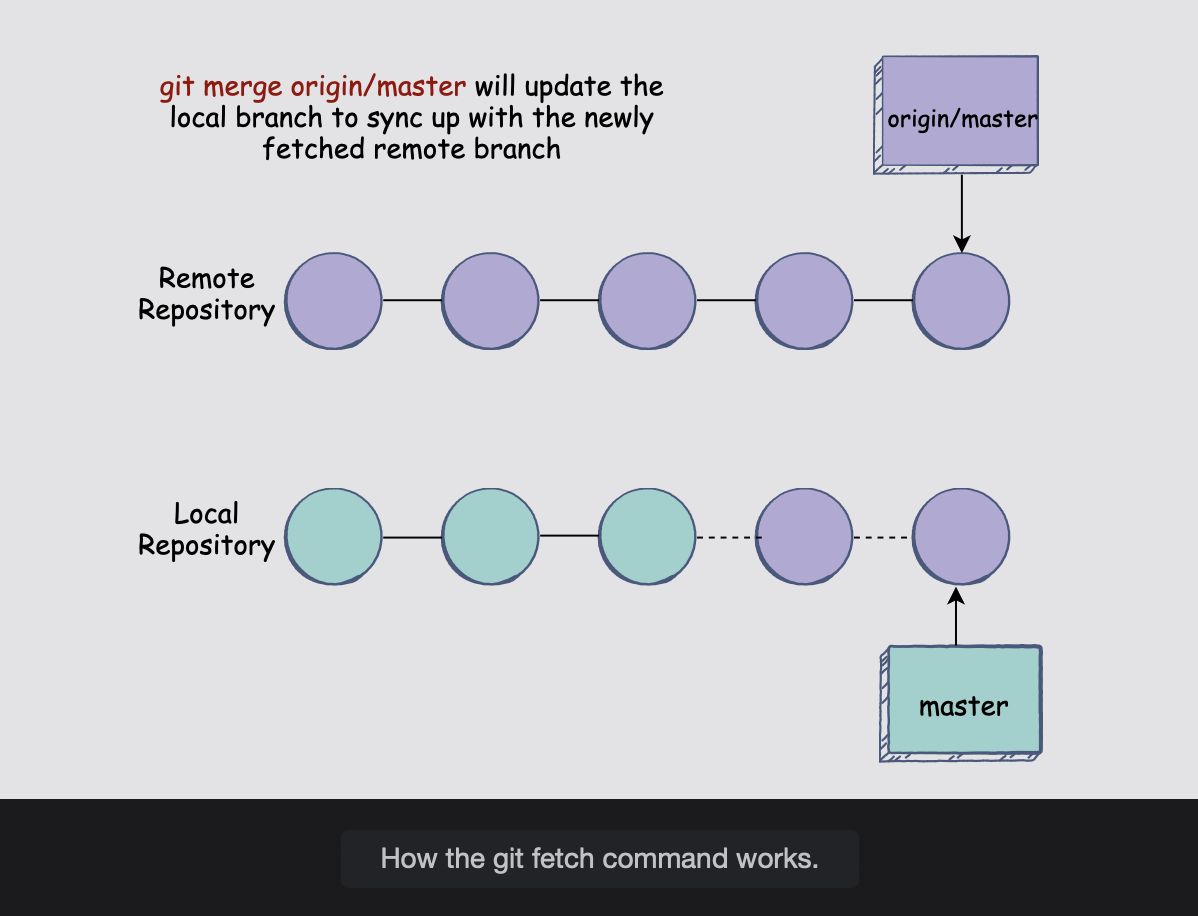 git merge origin/master will update the
local branch to sync up with the newly
fetched remote branch
origin/master
Remote
Repository
Local
Repository
master
How the git fetch command works.